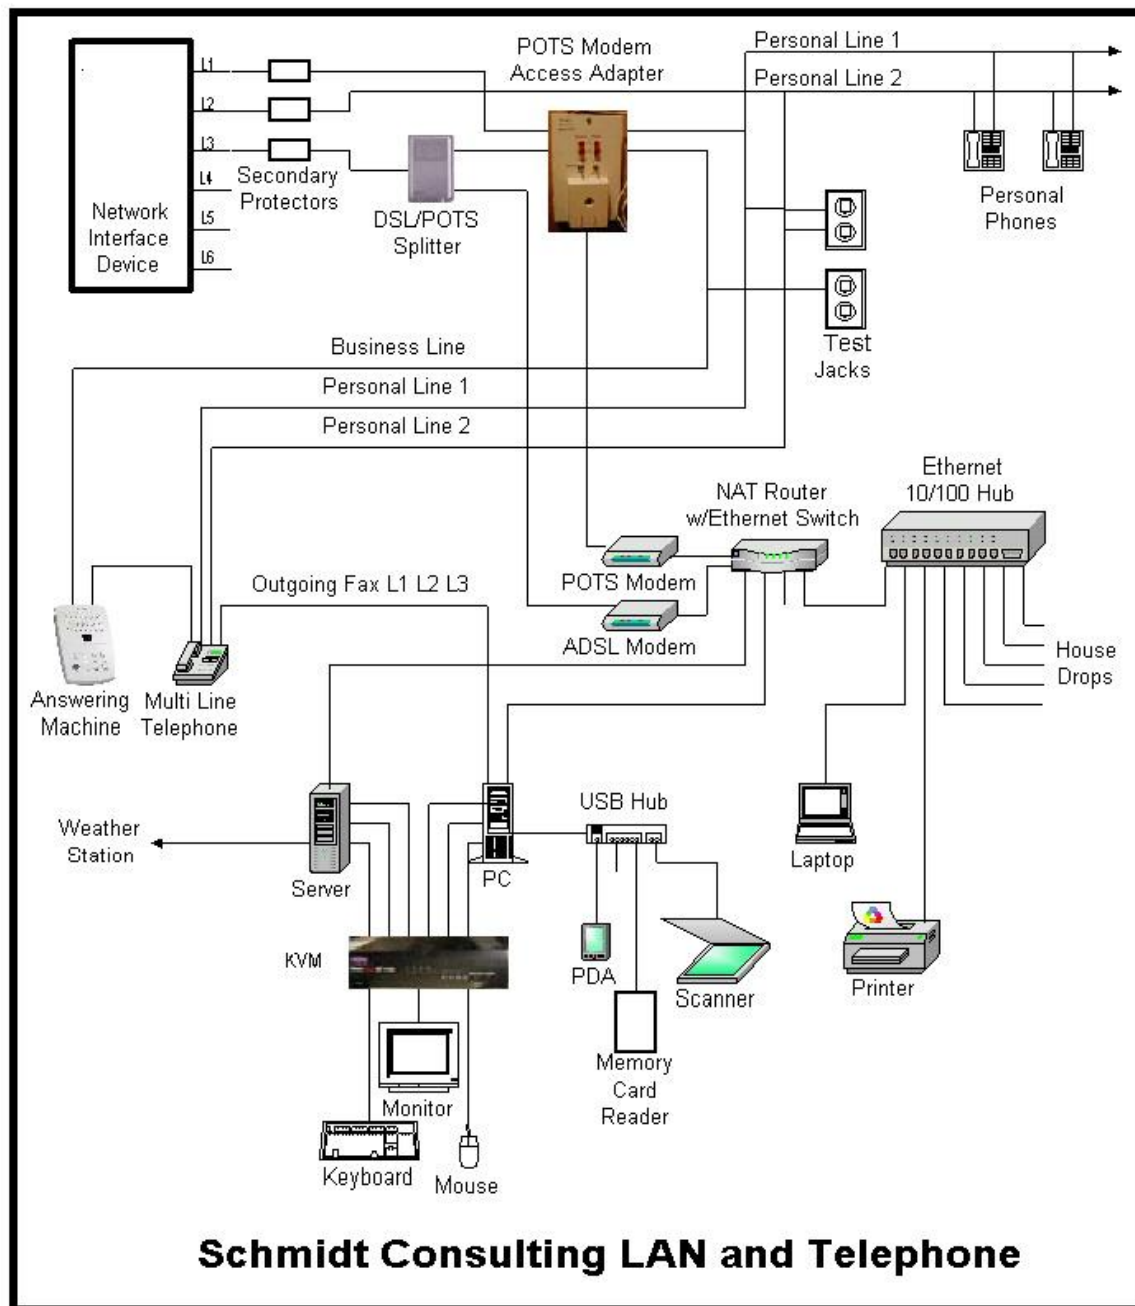 POTS Modem
Access Adapter
Personal Line 1
Personal Line 2
L1
L2
L3
L4
L5
L6
Network
Interface
Device
Secondary
Protectors
DSL/POTS
Splitter
Personal
Phones
Test
Jacks
Business Line
Personal Line 1
Personal Line 2
Ethernet
10/100 Hub
NAT Router
w/Ethernet Switch
POTS Modem
ADSL Modem
Outgoing Fax L1 L2 L3
House
Drops
Answering
Machine
Multi Line
Telephone
Weather
Station
Server
PC
USB Hub
Laptop
KVM
PDA
Scanner
Printer
Memory
Card
Reader
Monitor
Keyboard
Mouse
Schmidt Consulting LAN and Telephone